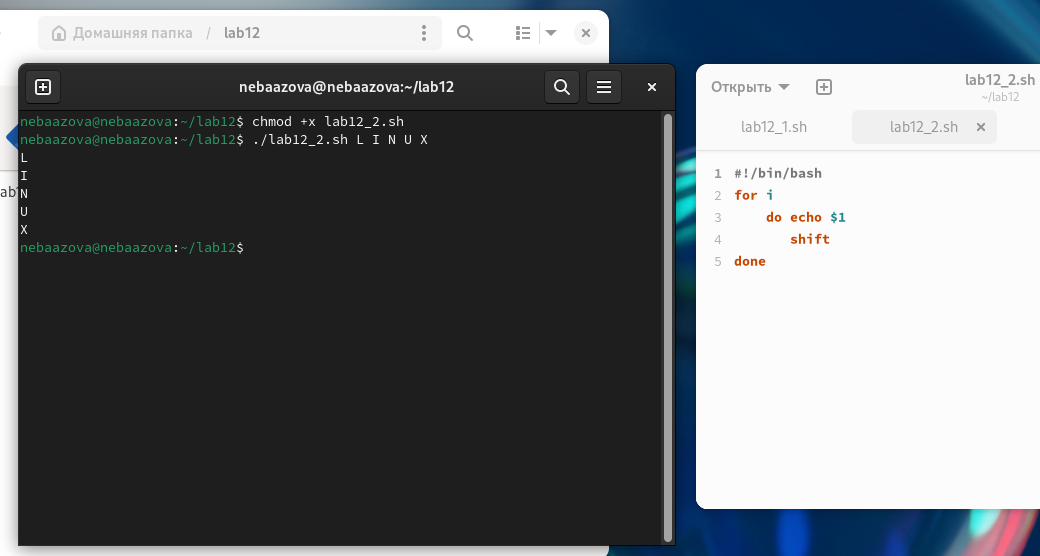 Домашняя папка / lab12
nebaazova@nebaazova:~/lab12
nebaazova@nebaazova:~/lab12$ chmod +x lab12_2.sh
nebaazova@nebaazova:~/lab12$ ./lab12_2.sh L I N U X
L
I
N
U
X
nebaazova@nebaazova:~/lab12$
Открыть
lab12_2.sh
~/lab12
lab12_1.sh
lab12_2.sh
1 #!/bin/bash
2 for i
3     do echo $1
4        shift
5 done